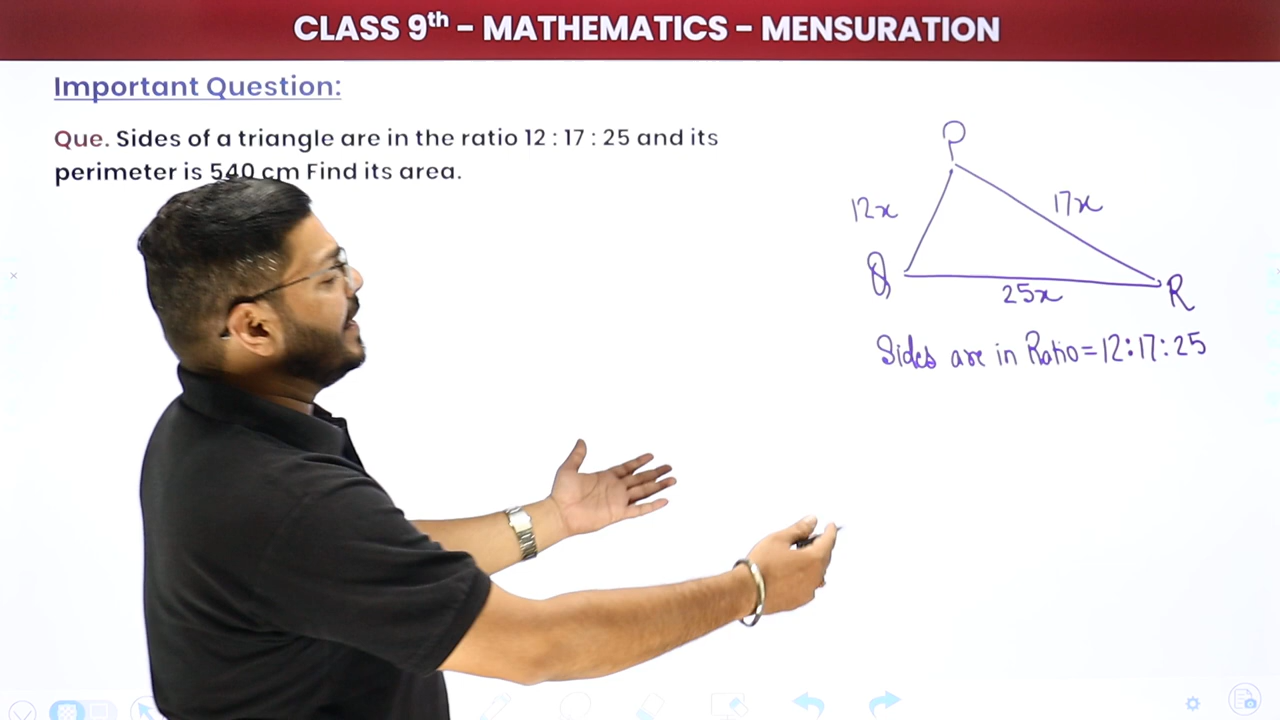 CLASS 9th - MATHEMATICS - MENSURATION
Important Question:
Que. Sides of a triangle are in the ratio 12 : 17 : 25 and its
perimeter is 540 cm Find its area.
P
12x
17x
Q
25x
R
Sides are in Ratio=12:17:25